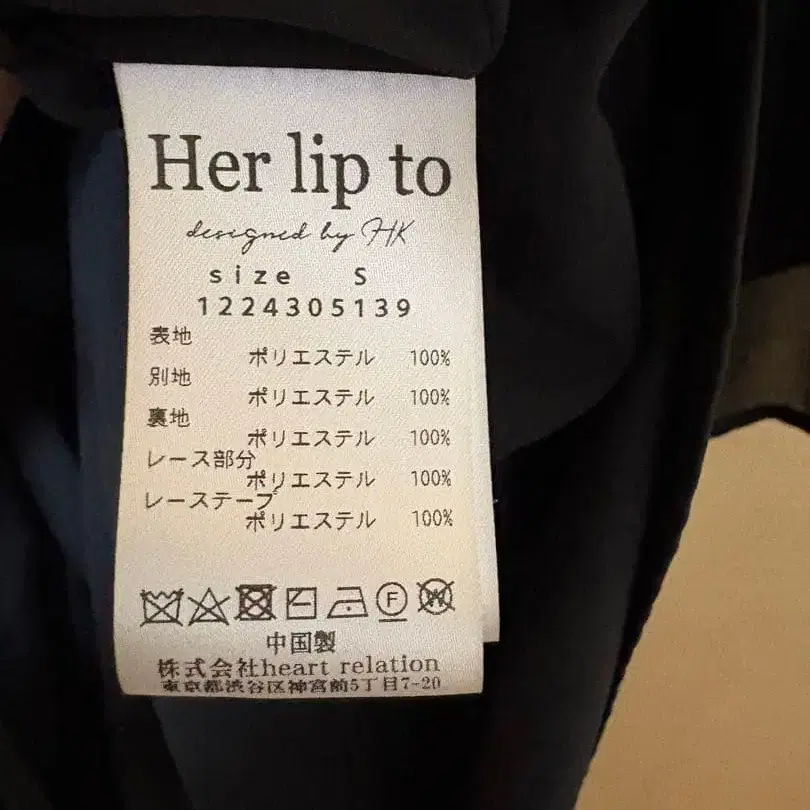 Her lip to
designed by HK
size S
1224305139
表地
ポリエステル 100%
別地
ポリエステル 100%
裏地
ポリエステル 100%
レース部分
ポリエステル 100%
レーステープ
ポリエステル 100%
F W
中国製
株式会社heart relation
東京都渋谷区神宮前5丁目7-20